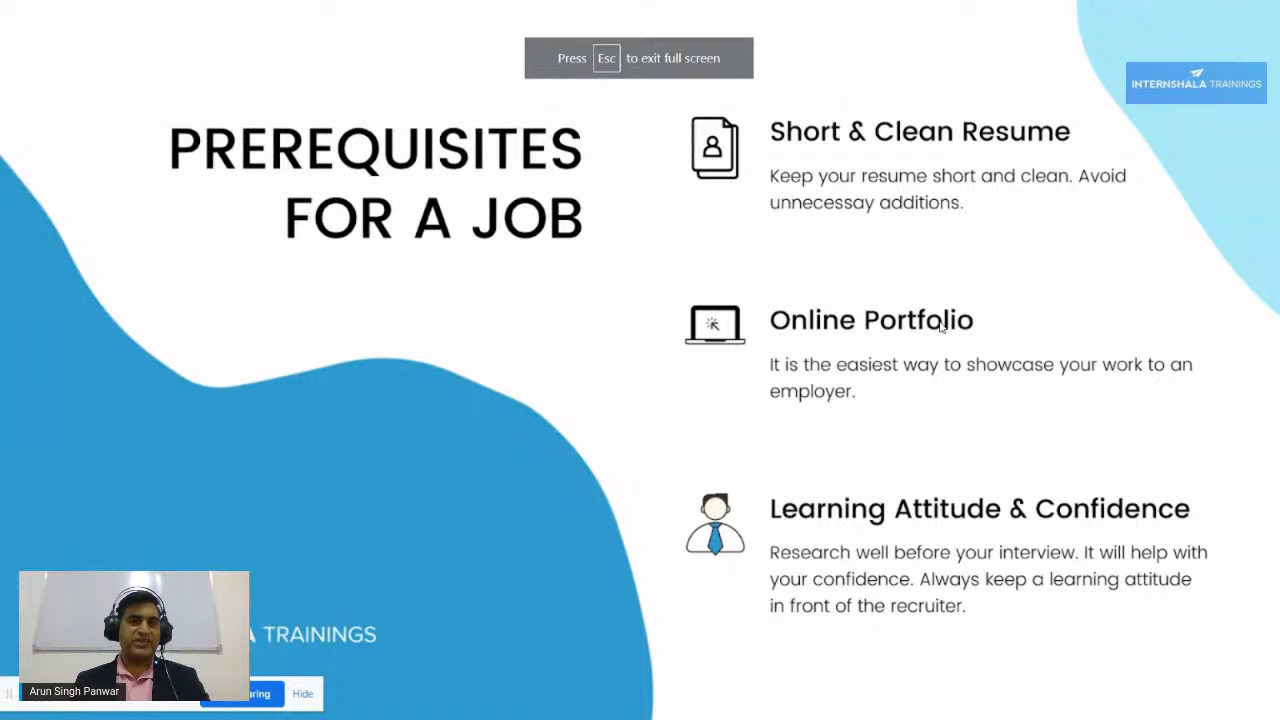 Press Esc to exit full screen
INTERNSHALA TRAININGS
PREREQUISITES
FOR A JOB
Short & Clean Resume
Keep your resume short and clean. Avoid
unnecessay additions.
Online Portfolio
It is the easiest way to showcase your work to an
employer.
Learning Attitude & Confidence
Research well before your interview. It will help with
your confidence. Always keep a learning attitude
in front of the recruiter.
TRAININGS
Arun Singh Panwar
Hide